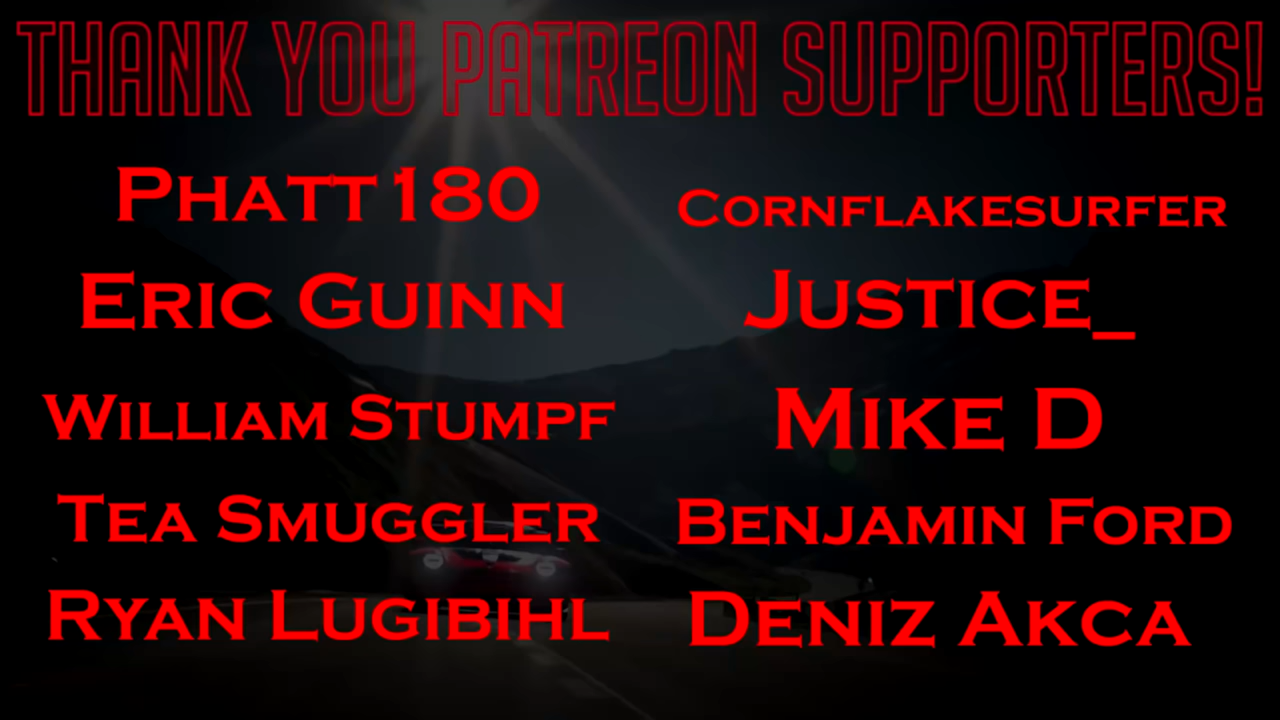 THANK YOU PATREON SUPPORTERS!
PHATT180
CORNFLAKESURFER
ERIC GUINN
JUSTICE_
WILLIAM STUMPF
MIKE D
TEA SMUGGLER
BENJAMIN FORD
RYAN LUGIBIHL
DENIZ AKCA